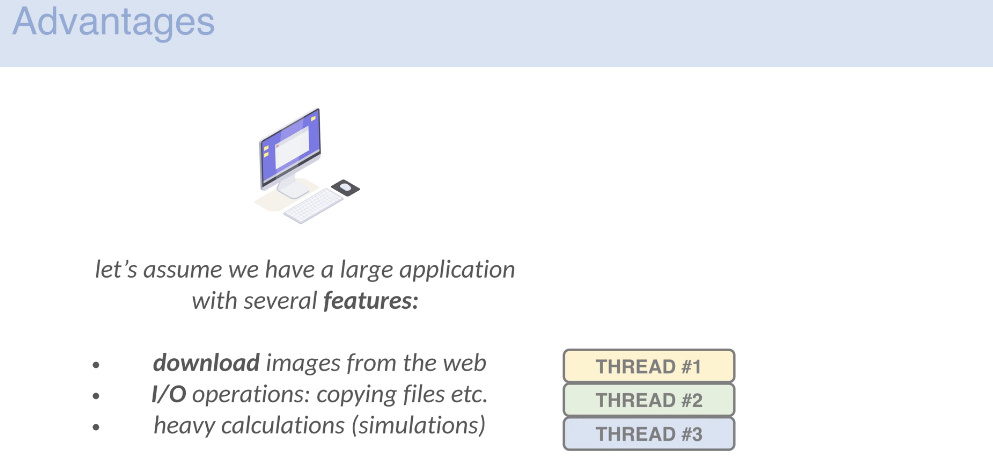 Advantages
let's assume we have a large application
with several features:
• download images from the web
• I/O operations: copying files etc.
• heavy calculations (simulations)
THREAD #1
THREAD #2
THREAD #3